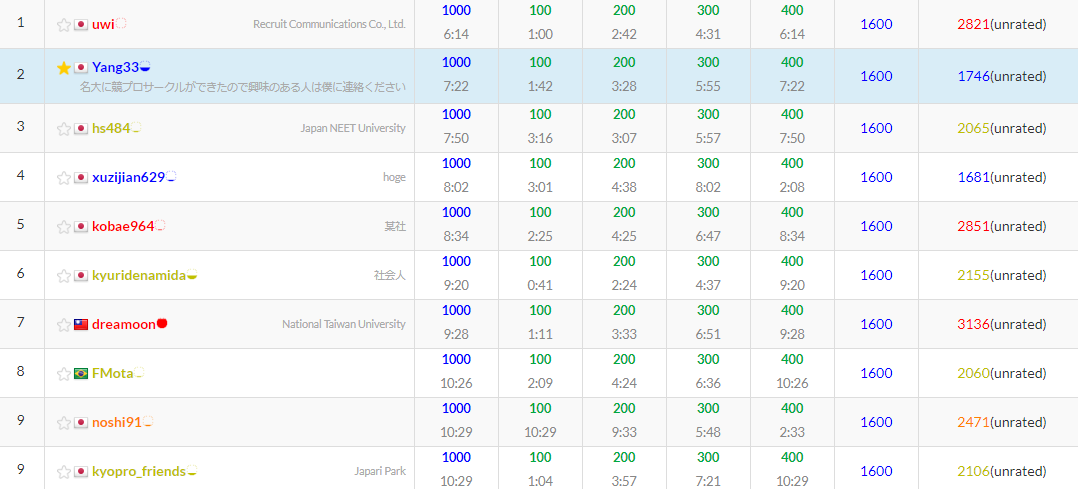 1 uwi Recruit Communications Co., Ltd. 1000 100 200 300 400 1600 2821(unrated)
6:14 1:00 2:42 4:31 6:14
2 Yang33 1000 100 200 300 400 1600 1746(unrated)
名大に競プロサークルができたので興味のある人は僕に連絡ください 7:22 1:42 3:28 5:55 7:22
3 hs484 Japan NEET University 1000 100 200 300 400 1600 2065(unrated)
7:50 3:16 3:07 5:57 7:50
4 xuzijian629 hoge 1000 100 200 300 400 1600 1681(unrated)
8:02 3:01 4:38 8:02 2:08
5 kobae964 某社 1000 100 200 300 400 1600 2851(unrated)
8:34 2:25 4:25 6:47 8:34
6 kyuridenamida 社会人 1000 100 200 300 400 1600 2155(unrated)
9:20 0:41 2:24 4:37 9:20
7 dreamoon National Taiwan University 1000 100 200 300 400 1600 3136(unrated)
9:28 1:11 3:33 6:51 9:28
8 FMota 1000 100 200 300 400 1600 2060(unrated)
10:26 2:09 4:24 6:36 10:26
9 noshi91 1000 100 200 300 400 1600 2471(unrated)
10:29 10:29 9:33 5:48 2:33
9 kyopro_friends Japari Park 1000 100 200 300 400 1600 2106(unrated)
10:29 1:04 3:57 7:21 10:29